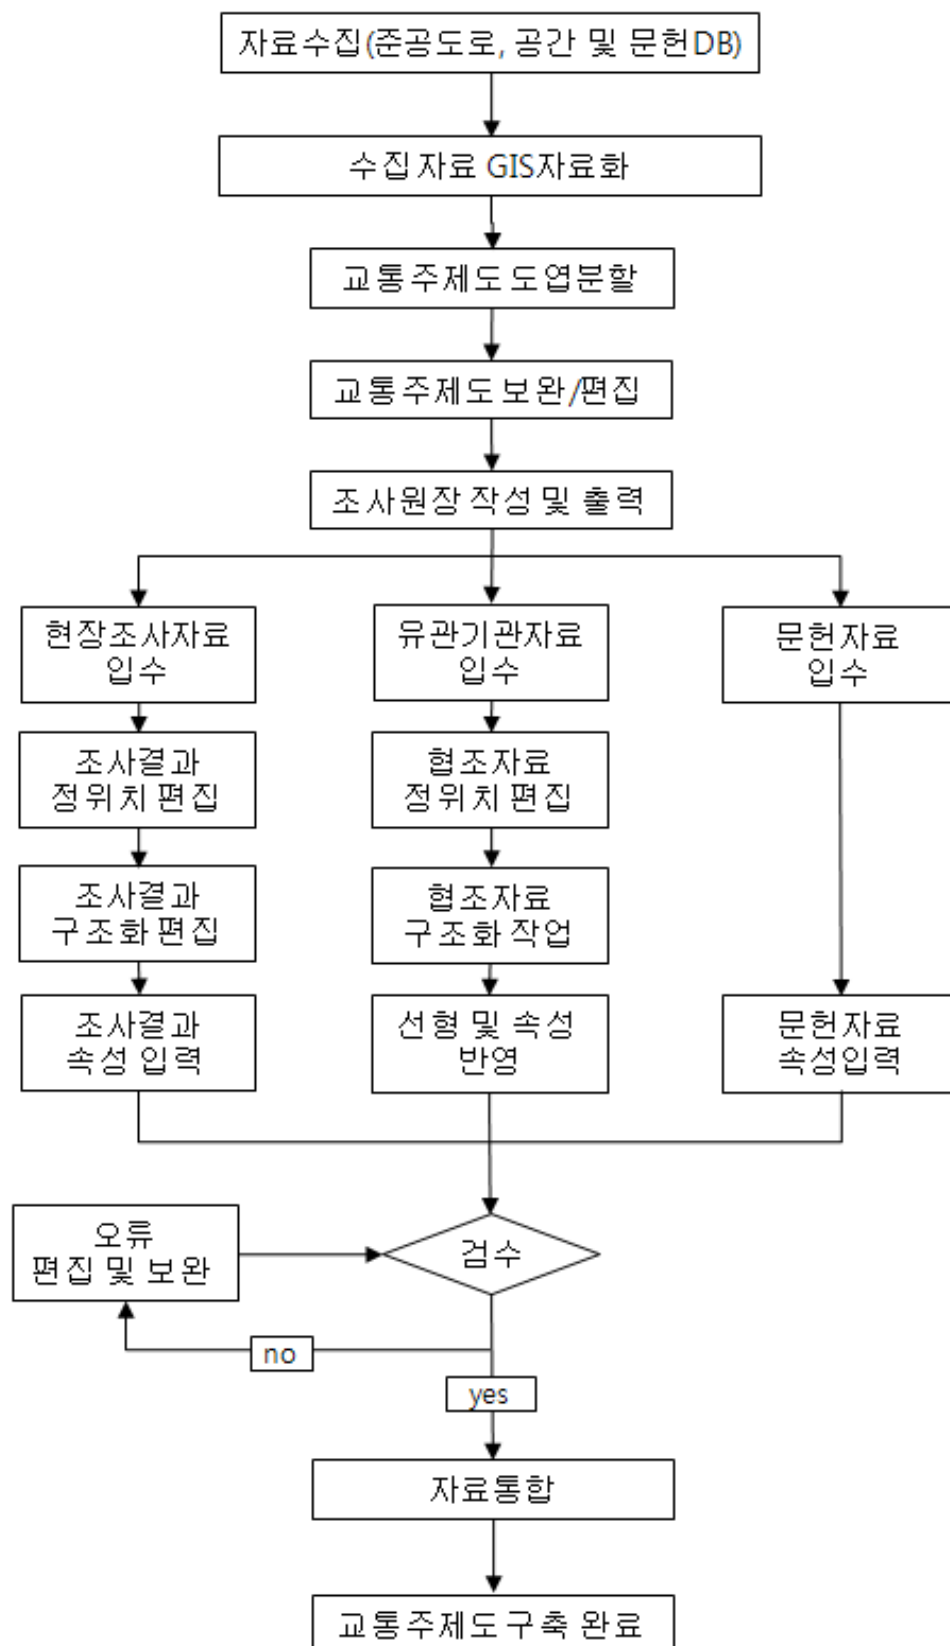 자료수집(준공도로, 공간 및 문헌DB)
수집자료 GIS자료화
교통주제도 도엽분할
교통주제도 보완/편집
조사원장 작성 및 출력
현장조사자료
입수
유관기관자료
입수
문헌자료
입수
조사결과
정위치 편집
협조자료
정위치 편집
조사결과
구조화 편집
협조자료
구조화 작업
조사결과
속성 입력
선형 및 속성
반영
문헌자료
속성입력
오류
편집 및 보완
검수
no
yes
자료통합
교통주제도 구축 완료